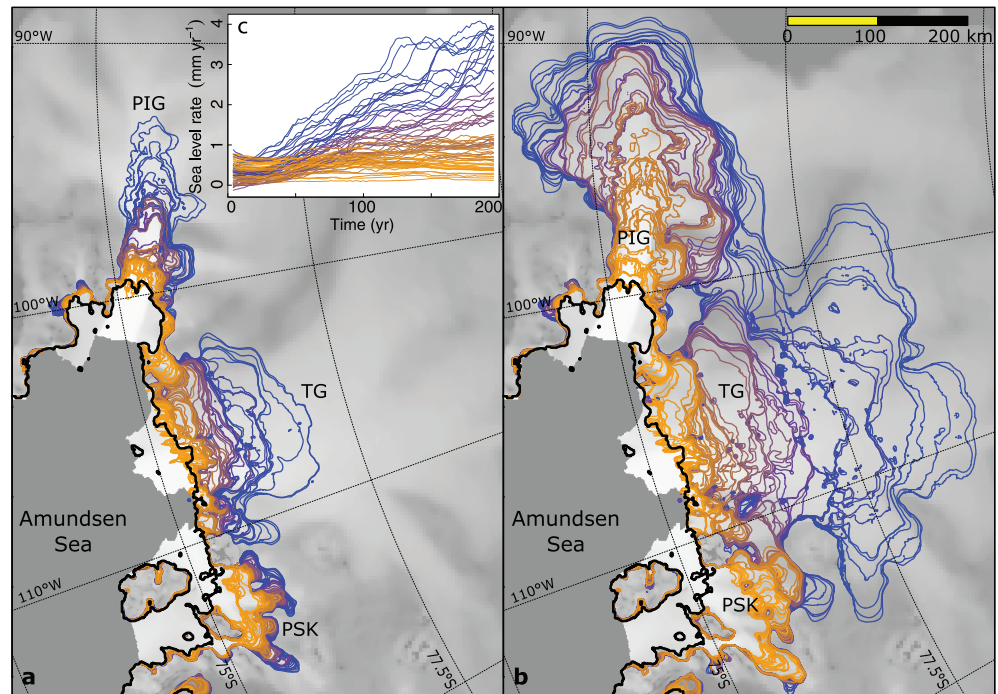 90°W
PIG
100°W
TG
Amundsen
Sea
110°W
PSK
75°S
77.5°S
a
c
Sea level rate (mm yr⁻¹)
4
3
2
1
0
0
100
200
Time (yr)
90°W
0
100
200 km
PIG
100°W
TG
Amundsen
Sea
110°W
PSK
75°S
77.5°S
b